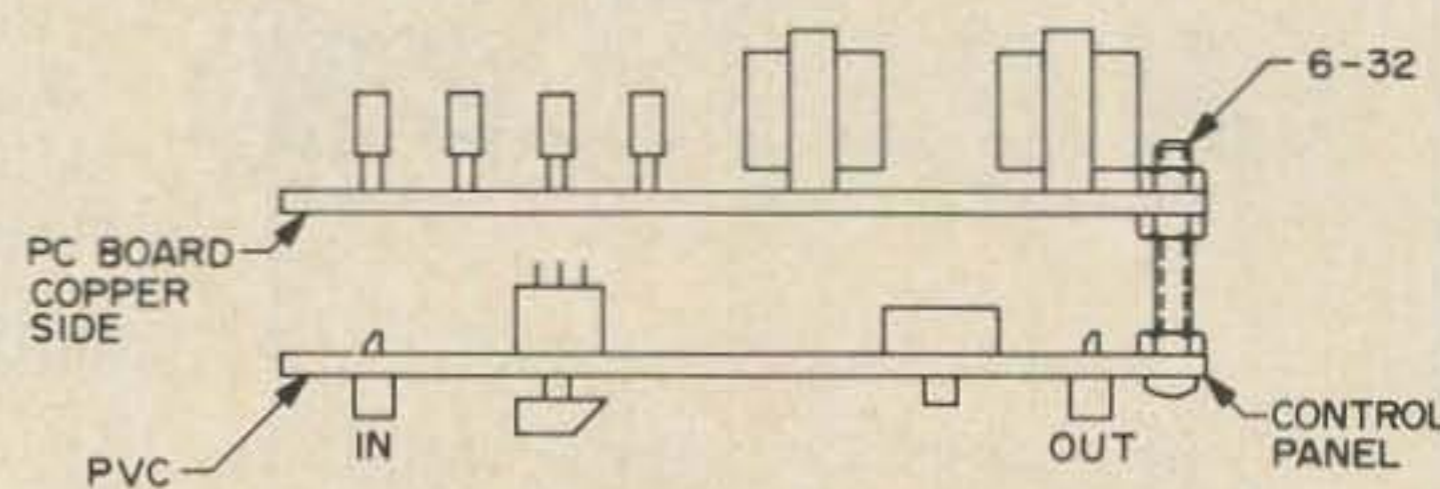 6-32
PC BOARD
COPPER
SIDE
IN
OUT
CONTROL
PANEL
PVC